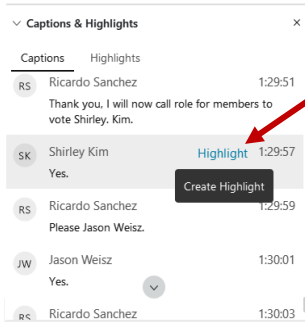 Captions & Highlights ×
Captions Highlights
RS Ricardo Sanchez 1:29:51
Thank you, I will now call role for members to
vote Shirley. Kim.
SK Shirley Kim Highlight 1:29:57
Yes.
Create Highlight
RS Ricardo Sanchez 1:29:59
Please Jason Weisz.
JW Jason Weisz 1:30:01
Yes.
RS Ricardo Sanchez 1:30:03